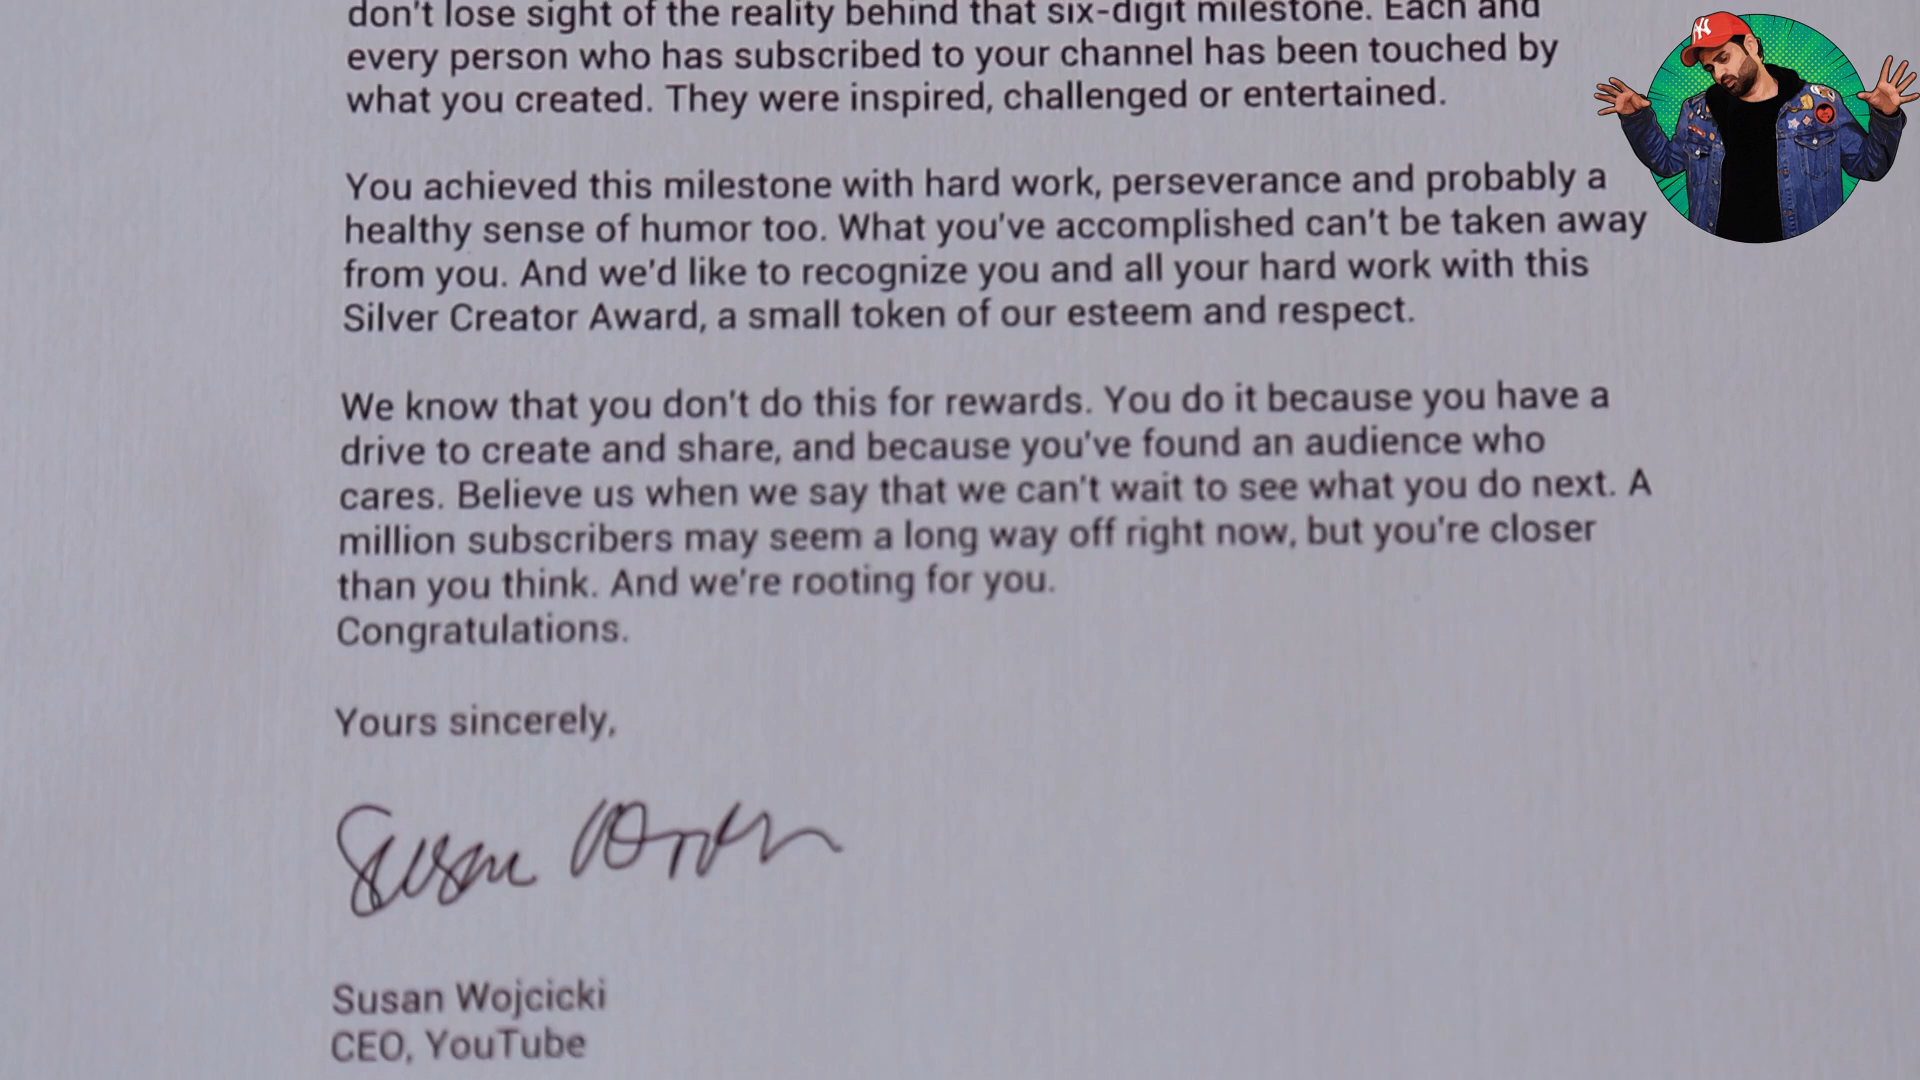 don't lose sight of the reality behind that six-digit milestone. Each and
every person who has subscribed to your channel has been touched by
what you created. They were inspired, challenged or entertained.
You achieved this milestone with hard work, perseverance and probably a
healthy sense of humor too. What you've accomplished can't be taken away
from you. And we'd like to recognize you and all your hard work with this
Silver Creator Award, a small token of our esteem and respect.
We know that you don't do this for rewards. You do it because you have a
drive to create and share, and because you've found an audience who
cares. Believe us when we say that we can't wait to see what you do next. A
million subscribers may seem a long way off right now, but you're closer
than you think. And we're rooting for you.
Congratulations.
Yours sincerely,
Susan Wojcicki
CEO, YouTube